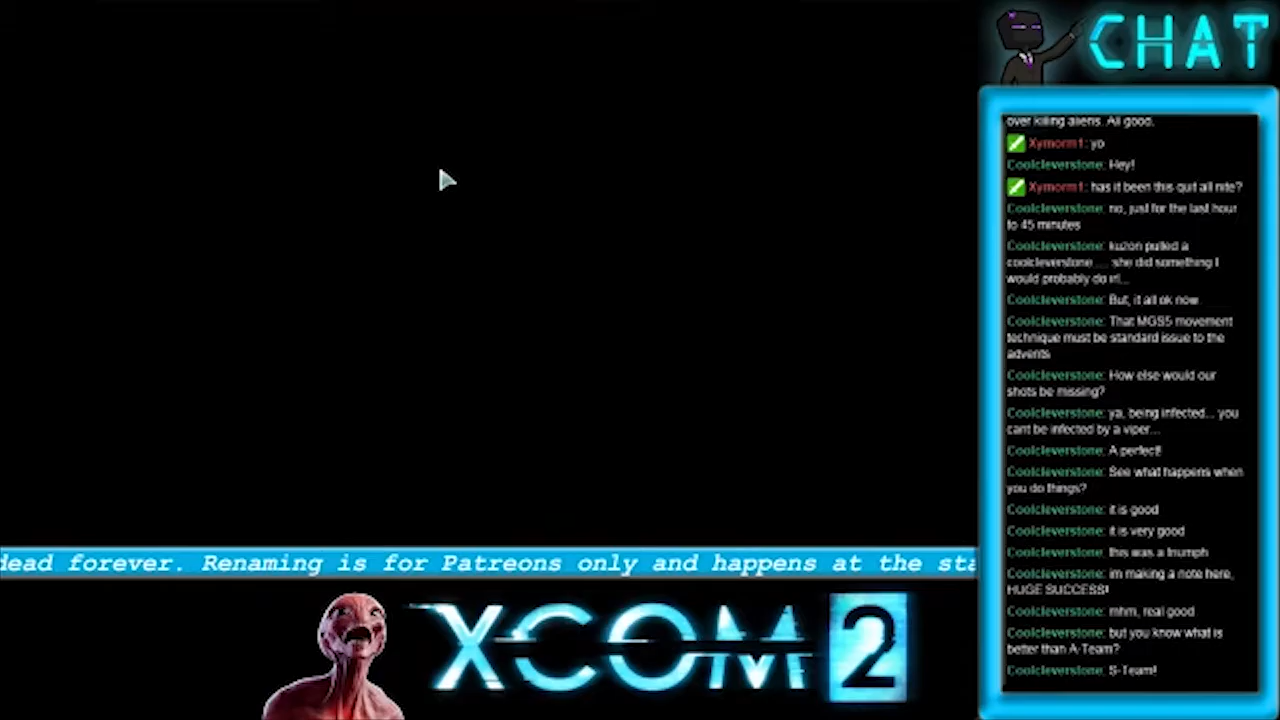 CHAT
over killing aliens. All good.
Xymorm1: yo
Coolcleverstone: Hey!
Xymorm1: has it been this quit all nite?
Coolcleverstone: no, just for the last hour
to 45 minutes
Coolcleverstone: kuzon pulled a
coolcleverstone .... she did something I
would probably do irl...
Coolcleverstone: But, it all ok now
Coolcleverstone: That MGS5 movement
technique must be standard issue to the
advents
Coolcleverstone: How else would our
shots be missing?
Coolcleverstone: ya, being infected... you
cant be infected by a viper...
Coolcleverstone: A perfect!
Coolcleverstone: See what happens when
you do things?
Coolcleverstone: it is good
Coolcleverstone: it is very good
Coolcleverstone: this was a triumph
Coolcleverstone: im making a note here,
HUGE SUCCESS!
Coolcleverstone: mhm, real good
Coolcleverstone: but you know what is
better than A-Team?
Coolcleverstone: S-Team!
dead forever. Renaming is for Patreons only and happens at the sta
XCOM 2